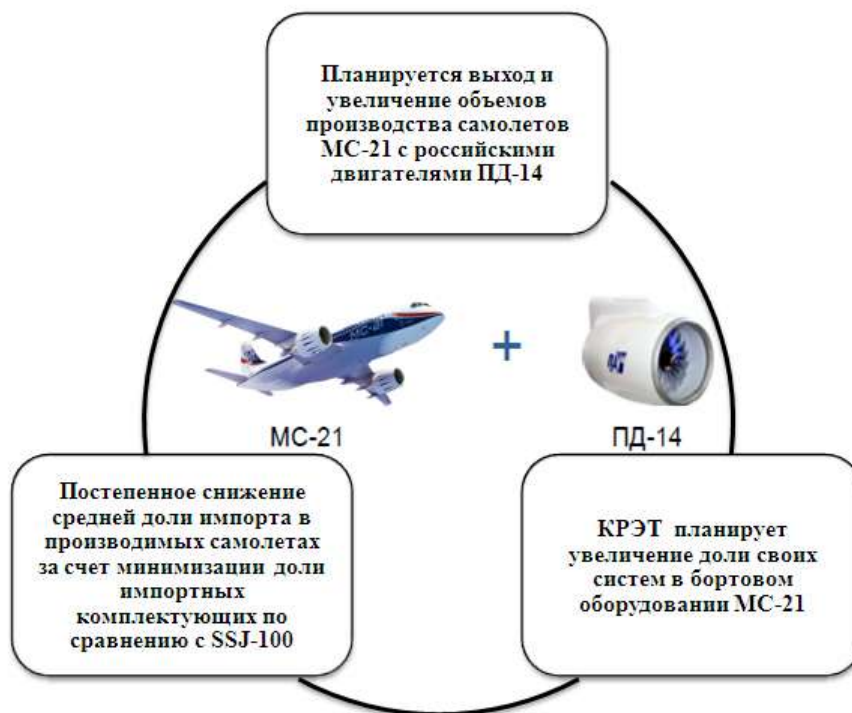 Планируется выход и
увеличение объемов
производства самолетов
МС-21 с российскими
двигателями ПД-14
МС-21
МС-21
ПД-14
Постепенное снижение
средней доли импорта в
производимых самолетах
за счет минимизации доли
импортных
комплектующих по
сравнению с SSJ-100
КРЭТ планирует
увеличение доли своих
систем в бортовом
оборудовании МС-21